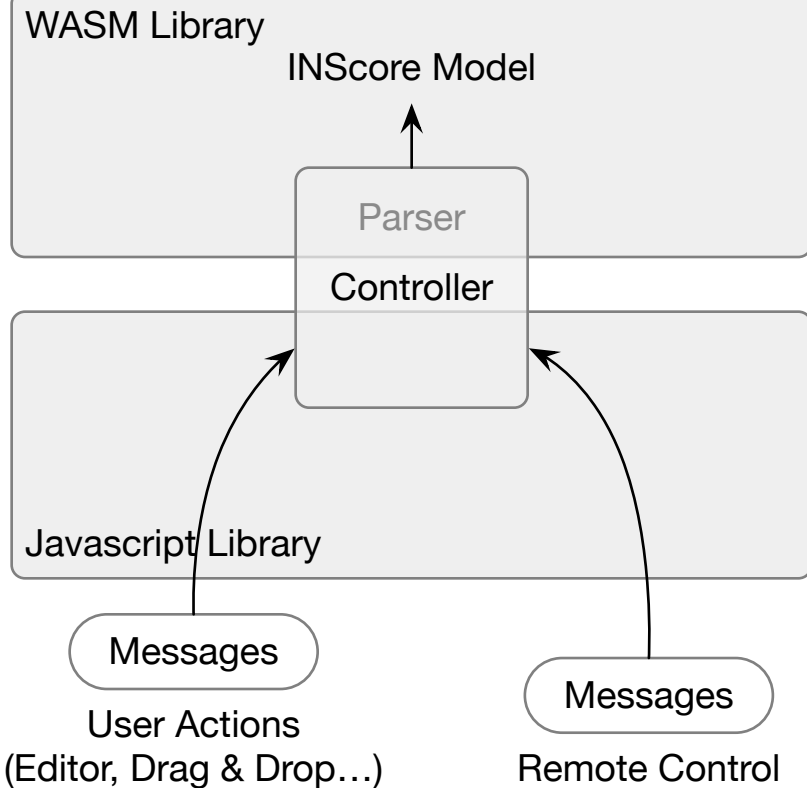 WASM Library
INScore Model
Parser
Controller
Javascript Library
Messages
User Actions
(Editor, Drag & Drop…)
Messages
Remote Control